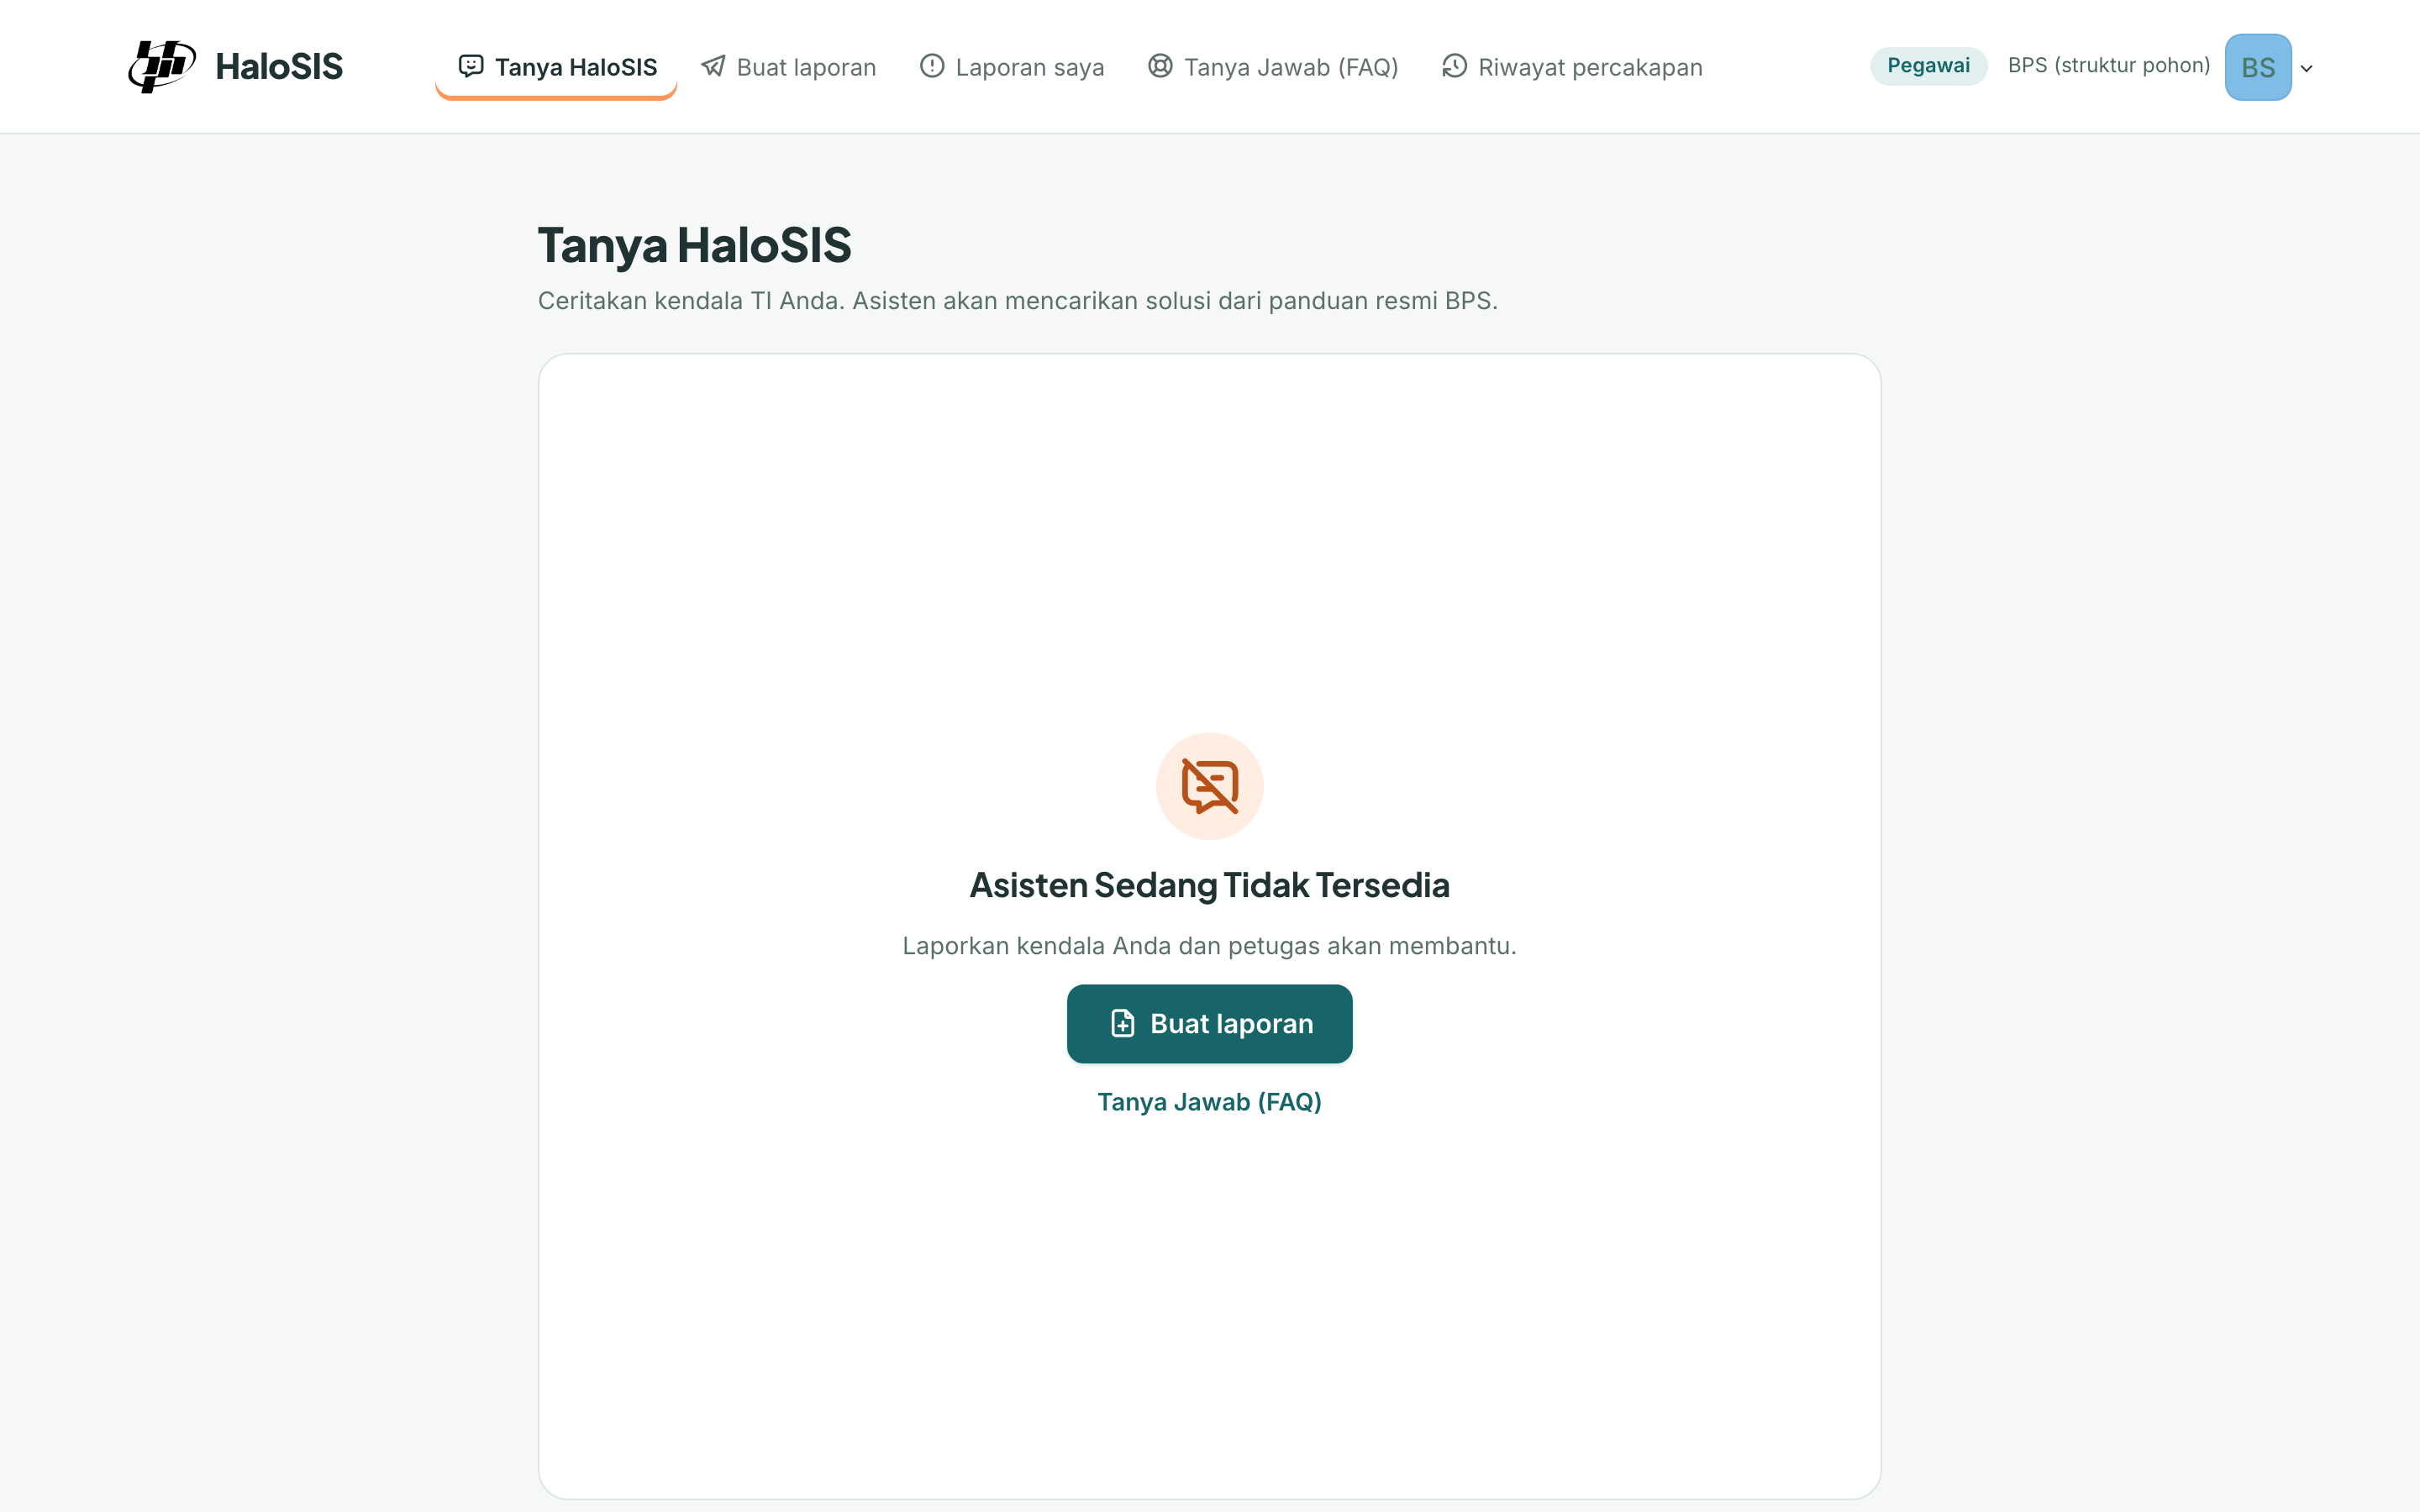 HaloSIS
Tanya HaloSIS
Buat laporan
Laporan saya
Tanya Jawab (FAQ)
Riwayat percakapan
Pegawai
BPS (struktur pohon)
BS
Tanya HaloSIS
Ceritakan kendala TI Anda. Asisten akan mencarikan solusi dari panduan resmi BPS.
Asisten Sedang Tidak Tersedia
Laporkan kendala Anda dan petugas akan membantu.
Buat laporan
Tanya Jawab (FAQ)